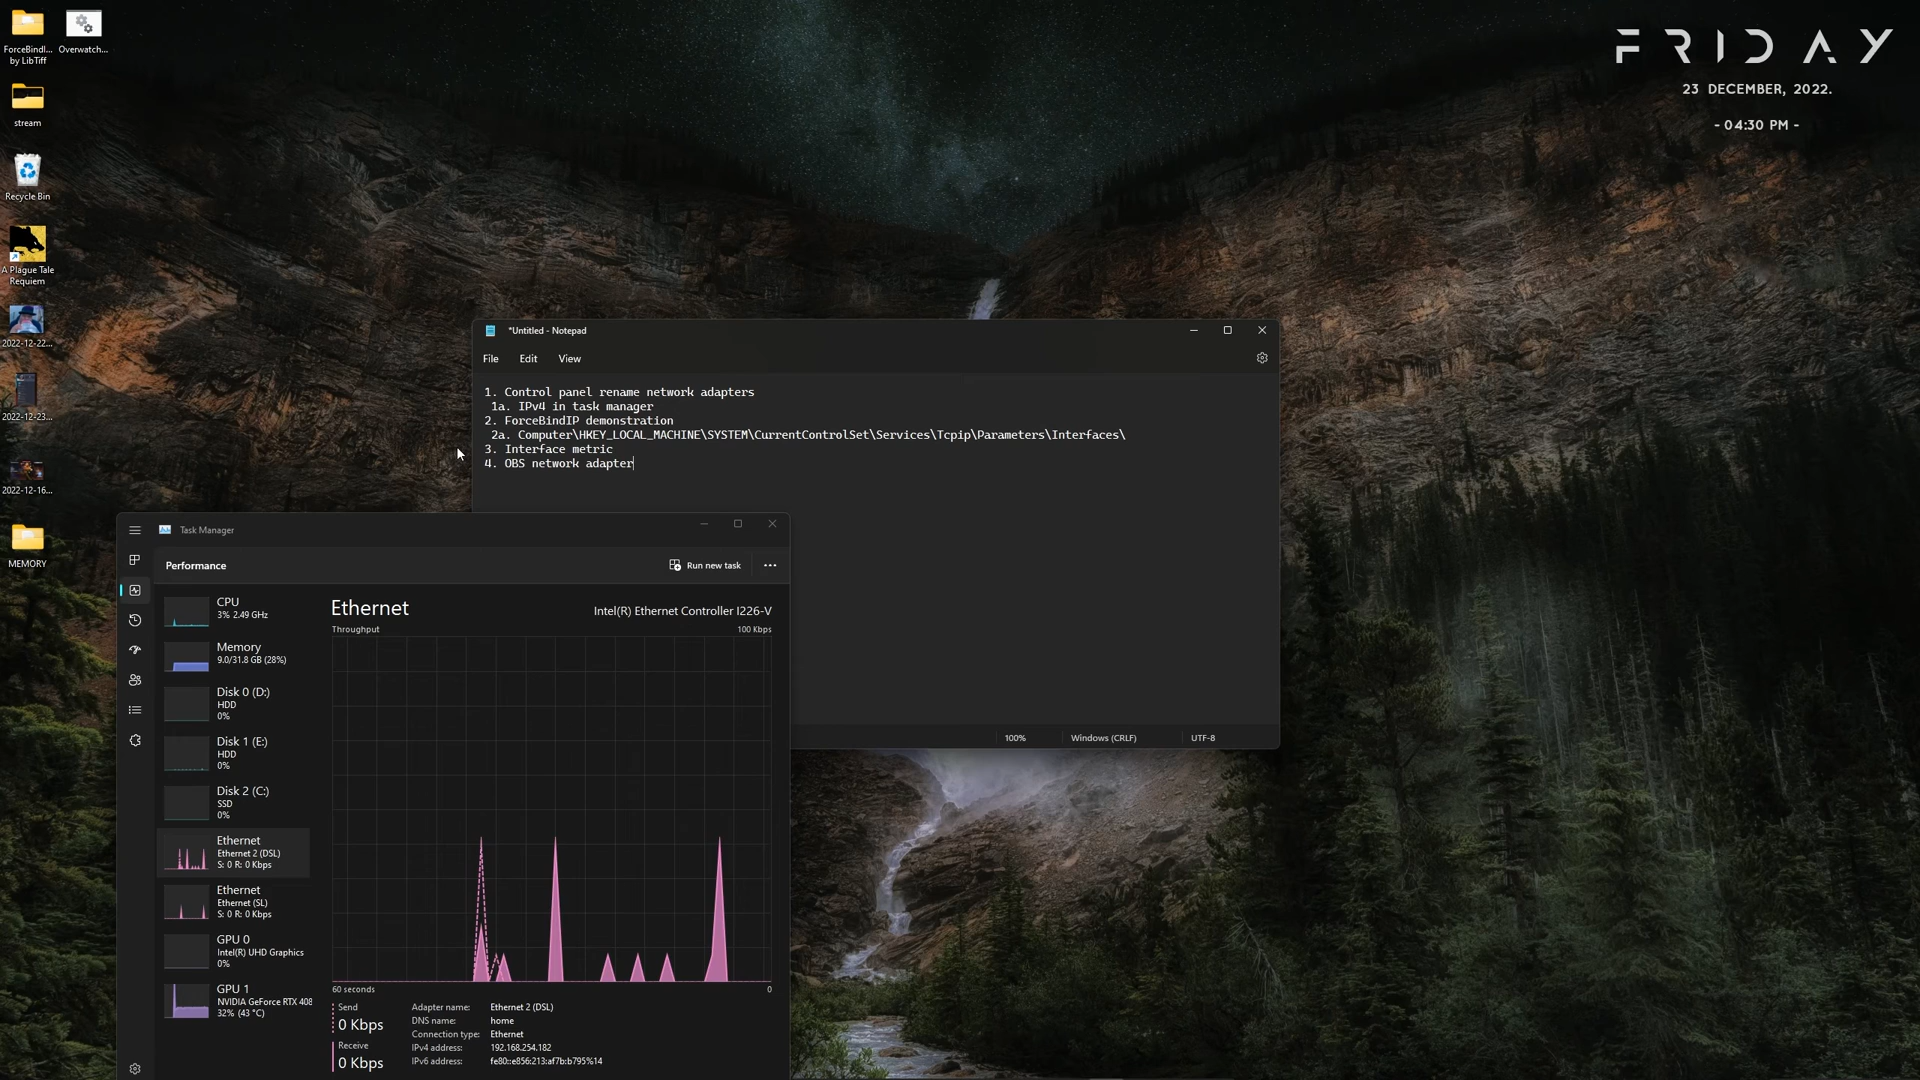 ForceBindI...
by LibTiff
Overwatch...
stream
Recycle Bin
A Plague Tale
Requiem
2022-12-22...
2022-12-23...
2022-12-16...
MEMORY
FRIDAY
23 DECEMBER, 2022.
- 04:30 PM -
*Untitled - Notepad
File Edit View
1. Control panel rename network adapters
1a. IPv4 in task manager
2. ForceBindIP demonstration
2a. Computer\HKEY_LOCAL_MACHINE\SYSTEM\CurrentControlSet\Services\Tcpip\Parameters\Interfaces\
3. Interface metric
4. OBS network adapter
100% Windows (CRLF) UTF-8
Task Manager
Performance
Run new task
CPU
3% 2.49 GHz
Memory
9.0/31.8 GB (28%)
Disk 0 (D:)
HDD
0%
Disk 1 (E:)
HDD
0%
Disk 2 (C:)
SSD
0%
Ethernet
Ethernet 2 (DSL)
S: 0 R: 0 Kbps
Ethernet
Ethernet (SL)
S: 0 R: 0 Kbps
GPU 0
Intel(R) UHD Graphics
0%
GPU 1
NVIDIA GeForce RTX 408
32% (43 °C)
Ethernet
Intel(R) Ethernet Controller I226-V
Throughput
100 Kbps
60 seconds
0
Send
0 Kbps
Receive
0 Kbps
Adapter name: Ethernet 2 (DSL)
DNS name: home
Connection type: Ethernet
IPv4 address: 192.168.254.182
IPv6 address: fe80::e856:213:af7b:b795%14